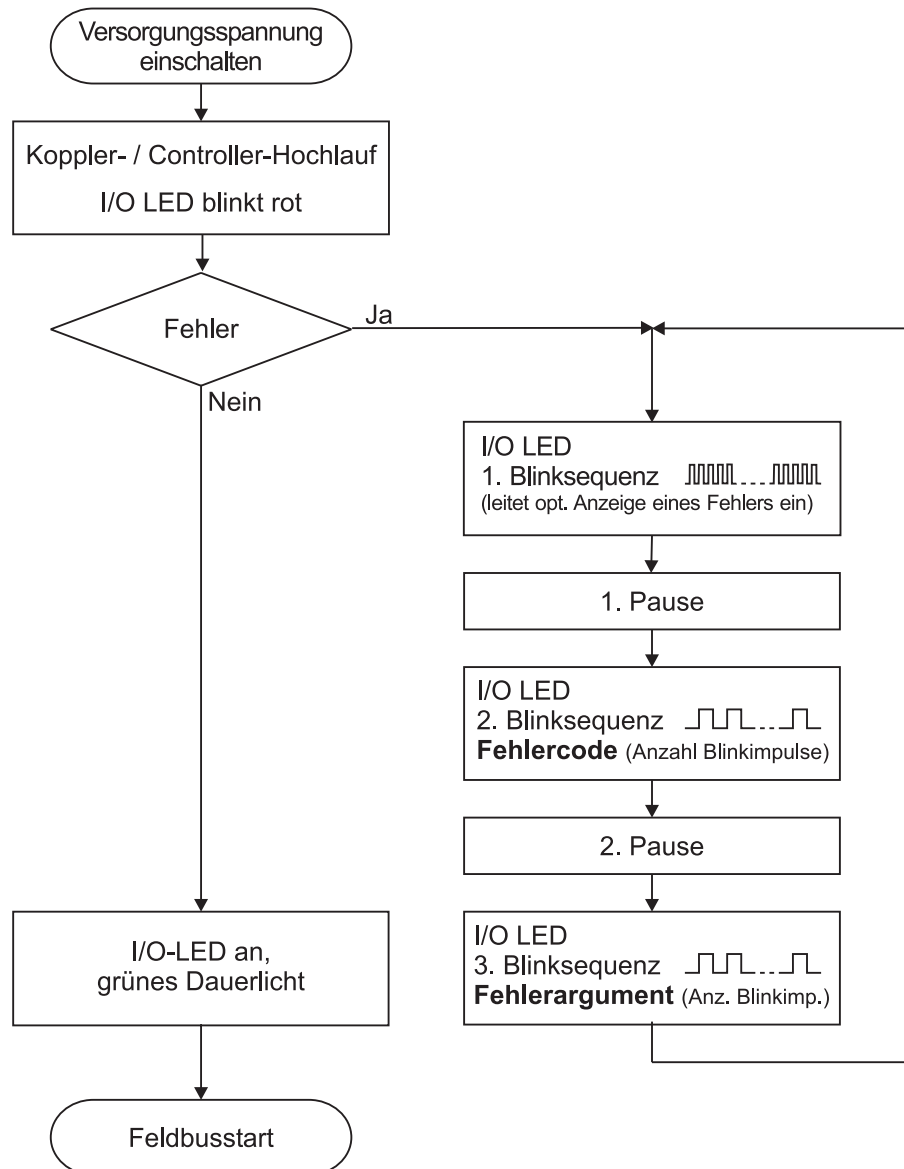 Versorgungsspannung
einschalten
Koppler- / Controller-Hochlauf
I/O LED blinkt rot
Fehler
Ja
Nein
I/O LED
1. Blinksequenz
(leitet opt. Anzeige eines Fehlers ein)
1. Pause
I/O LED
2. Blinksequenz
Fehlercode (Anzahl Blinkimpulse)
2. Pause
I/O LED
3. Blinksequenz
Fehlerargument (Anz. Blinkimp.)
I/O-LED an,
grünes Dauerlicht
Feldbusstart